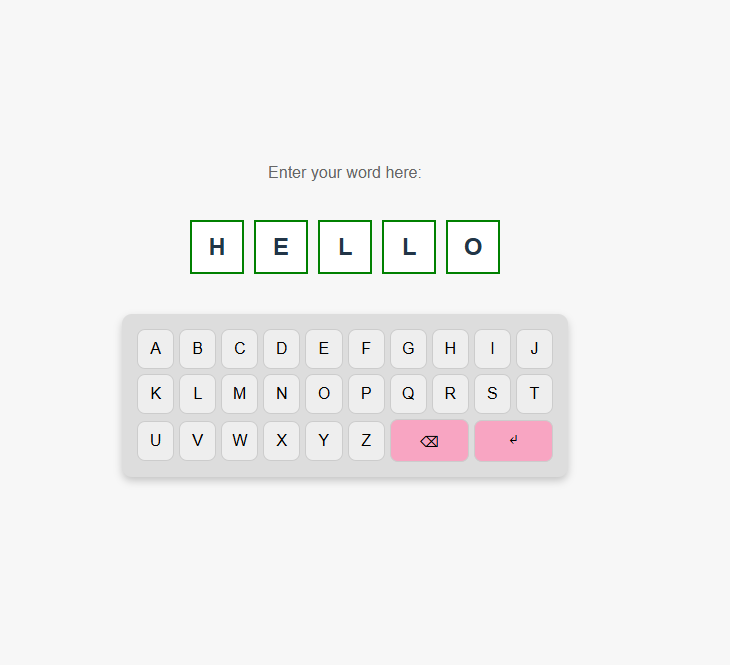 Enter your word here:
H E L L O
A B C D E F G H I J
K L M N O P Q R S T
U V W X Y Z ⌫ ↲